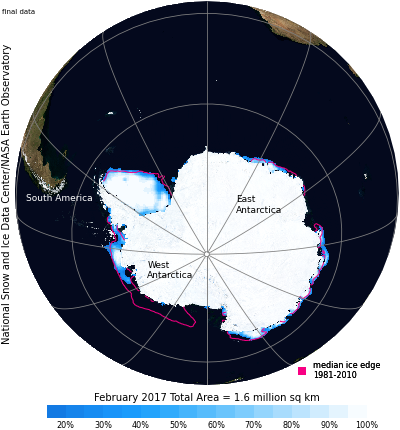 final data
National Snow and Ice Data Center/NASA Earth Observatory
South America
East
Antarctica
West
Antarctica
median ice edge
1981-2010
February 2017 Total Area = 1.6 million sq km
20% 30% 40% 50% 60% 70% 80% 90% 100%